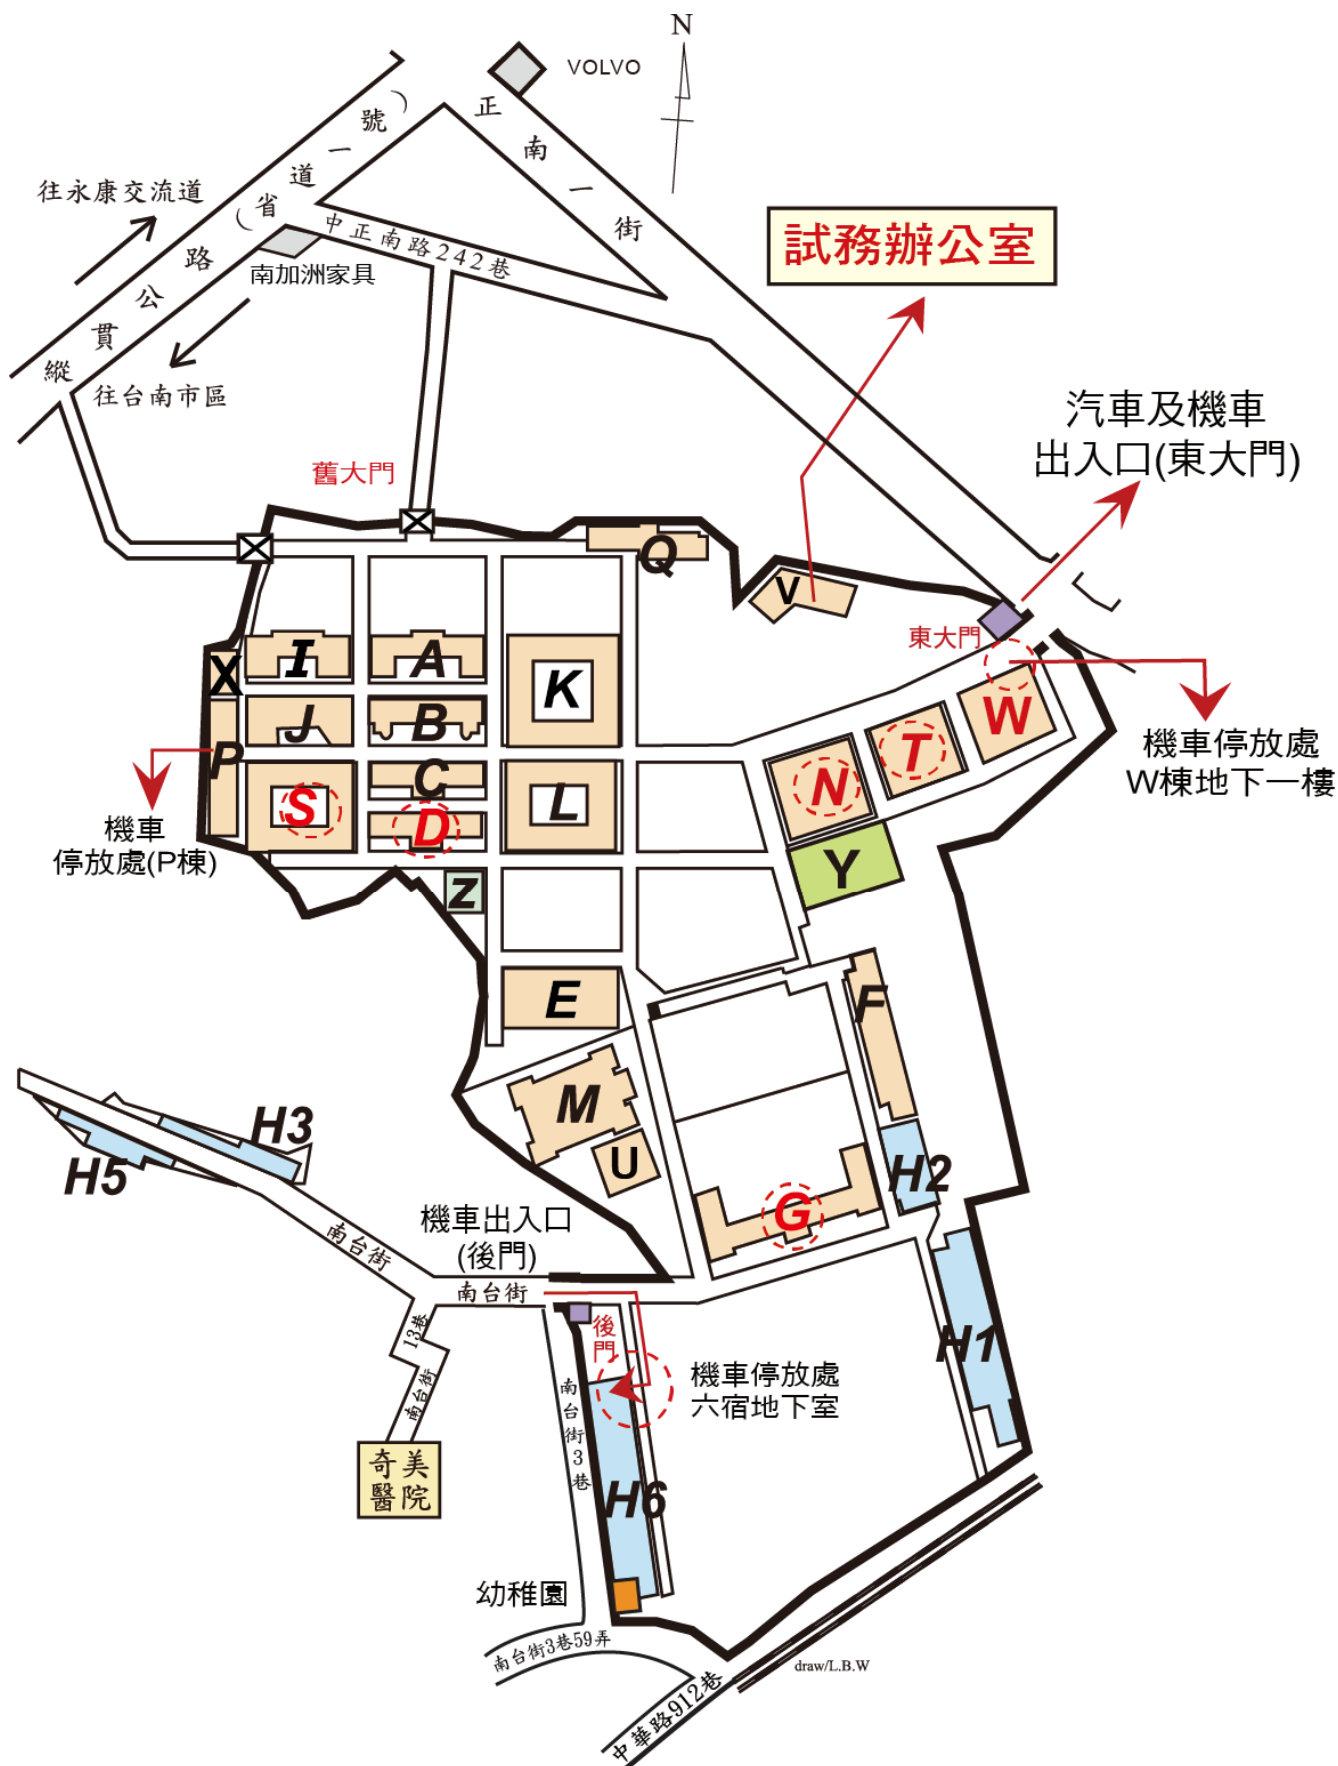 N
VOLVO
正南一街
縱貫公路(省道一號)
往永康交流道
中正南路242巷
南加洲家具
往台南市區
試務辦公室
汽車及機車
出入口(東大門)
舊大門
Q
V
東大門
I
A
K
X
J
B
W
T
N
P
C
L
S
D
機車停放處
W棟地下一樓
機車
停放處(P棟)
Y
Z
E
F
M
U
H3
H5
H2
G
南台街
機車出入口
(後門)
南台街
後門
13巷
南台街
南台街3巷
機車停放處
六宿地下室
H1
奇美
醫院
H6
幼稚園
南台街3巷59弄
draw/L.B.W
中華路912巷